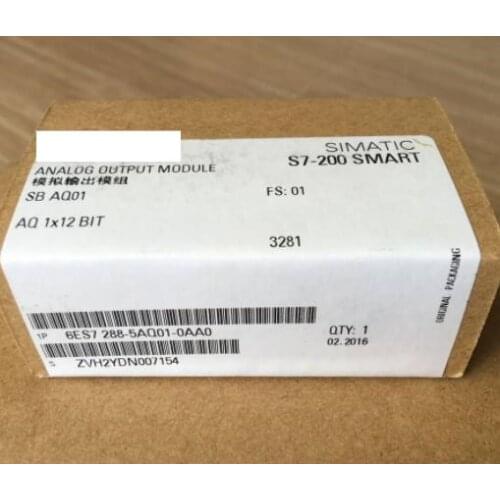 SIMATIC
S7-200 SMART
ANALOG OUTPUT MODULE
模拟输出模组
SB AQ01
FS: 01
AQ 1x12 BIT
3281
ORIGINAL PACKAGING
1P 6ES7 288-5AQ01-0AA0
QTY: 1
02.2016
S ZVH2YDN007154